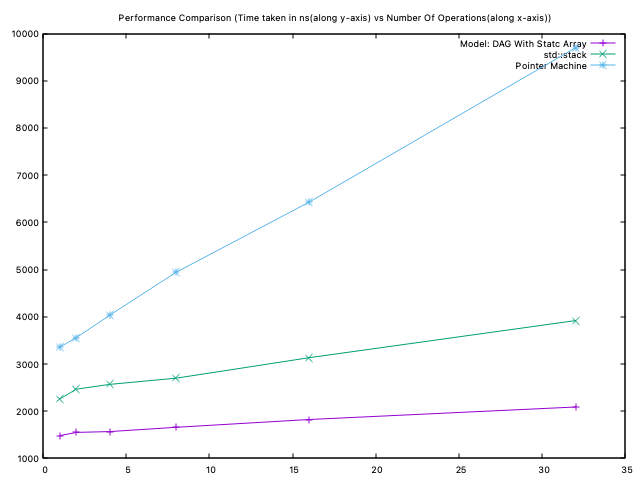 Performance Comparison (Time taken in ns(along y-axis) vs Number Of Operations(along x-axis))
10000
Model: DAG With Statc Array
std::stack
Pointer Machine
9000
8000
7000
6000
5000
4000
3000
2000
1000
0 5 10 15 20 25 30 35